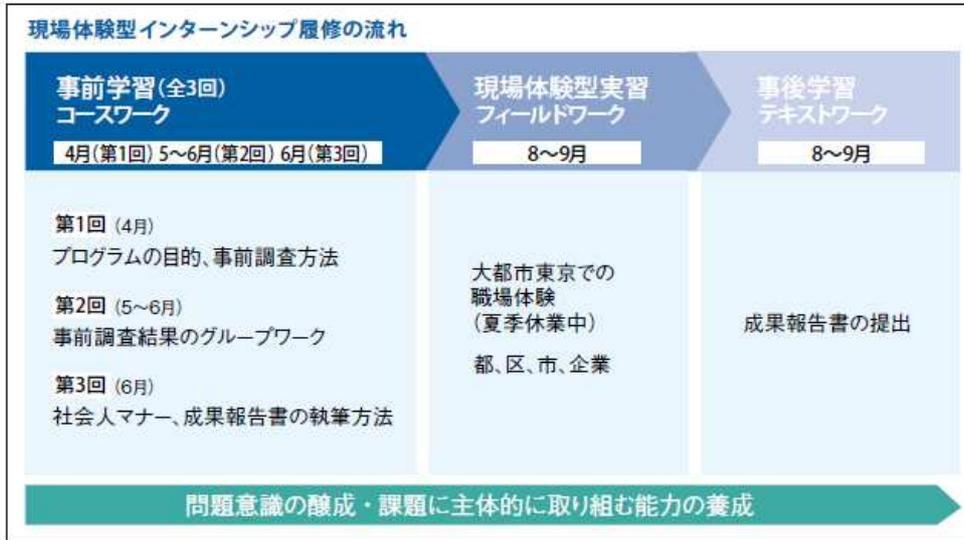 現場体験型インターンシップ履修の流れ
事前学習(全3回)
コースワーク
4月(第1回) 5〜6月(第2回) 6月(第3回)
第1回 (4月)
プログラムの目的、事前調査方法
第2回 (5〜6月)
事前調査結果のグループワーク
第3回 (6月)
社会人マナー、成果報告書の執筆方法
現場体験型実習
フィールドワーク
8〜9月
大都市東京での
職場体験
(夏季休業中)
都、区、市、企業
事後学習
テキストワーク
8〜9月
成果報告書の提出
問題意識の醸成・課題に主体的に取り組む能力の養成